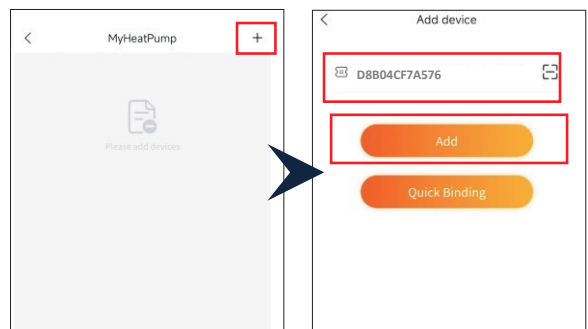 MyHeatPump
+
Please add devices
Add device
D8B04CF7A576
Add
Quick Binding